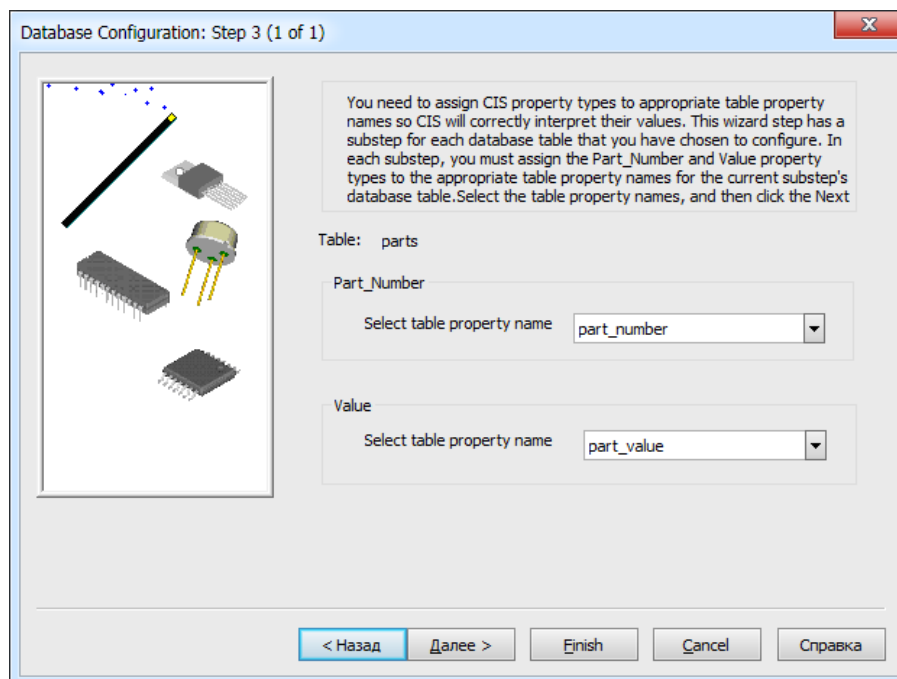 Database Configuration: Step 3 (1 of 1)
You need to assign CIS property types to appropriate table property
names so CIS will correctly interpret their values. This wizard step has a
substep for each database table that you have chosen to configure. In
each substep, you must assign the Part_Number and Value property
types to the appropriate table property names for the current substep's
database table.Select the table property names, and then click the Next
Table: parts
Part_Number
Select table property name part_number
Value
Select table property name part_value
< Назад Далее > Finish Cancel Справка